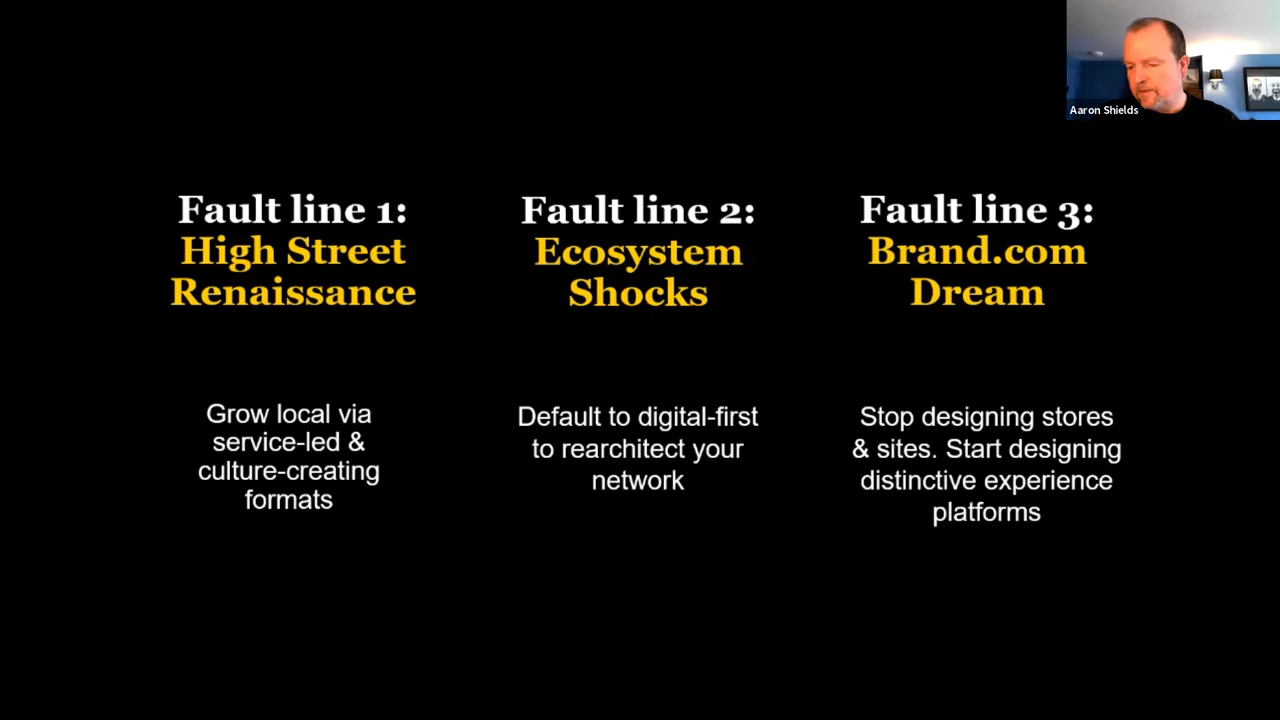 Aaron Shields
Fault line 1:
High Street
Renaissance
Grow local via
service-led &
culture-creating
formats
Fault line 2:
Ecosystem
Shocks
Default to digital-first
to rearchitect your
network
Fault line 3:
Brand.com
Dream
Stop designing stores
& sites. Start designing
distinctive experience
platforms